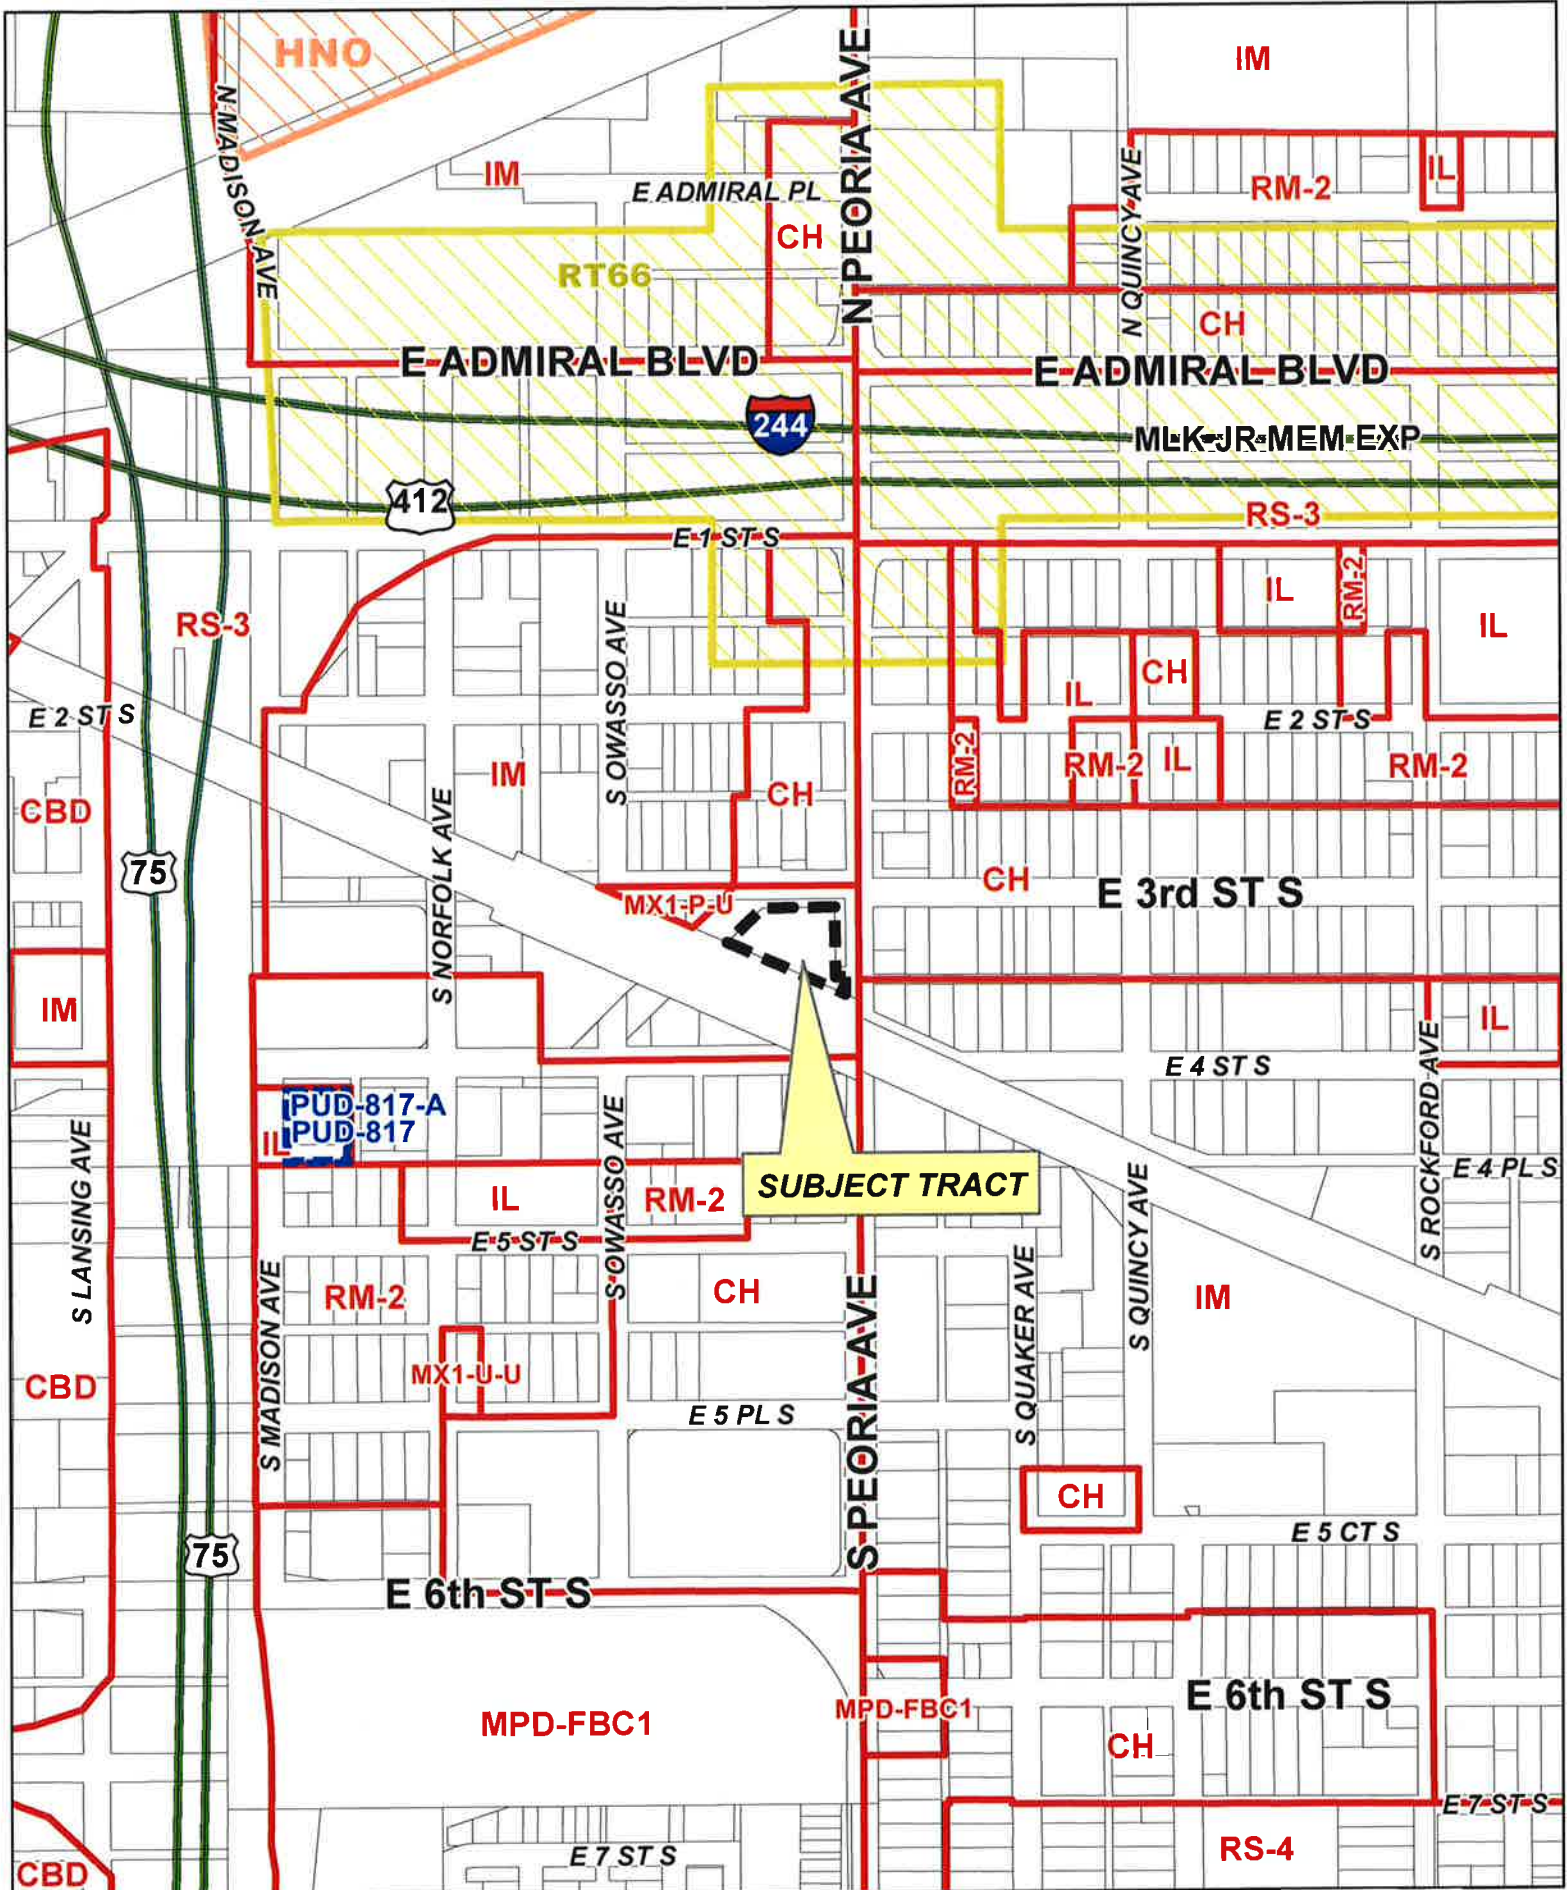 HNO
IM
N MADISON AVE
N PEORIA AVE
IM
E ADMIRAL PL
CH
N QUINCY AVE
RM-2
IL
RT66
CH
E ADMIRAL BLVD
E ADMIRAL BLVD
244
MLK JR MEM EXP
412
RS-3
E 1 ST S
RS-3
S OWASSO AVE
IL
RM-2
IL
E 2 ST S
IL
CH
E 2 ST S
CBD
IM
CH
RM-2
RM-2
IL
RM-2
75
S NORFOLK AVE
MX1-P-U
CH
E 3rd ST S
IM
IL
E 4 ST S
S ROCKFORD AVE
PUD-817-A
PUD-817
IL
S LANSING AVE
S OWASSO AVE
SUBJECT TRACT
E 4 PL S
IL
RM-2
E 5 ST S
S MADISON AVE
RM-2
CH
S PEORIA AVE
S QUAKER AVE
S QUINCY AVE
IM
CBD
MX1-U-U
E 5 PL S
CH
75
E 5 CT S
E 6th ST S
MPD-FBC1
MPD-FBC1
E 6th ST S
CH
E 7 ST S
CBD
E 7 ST S
RS-4